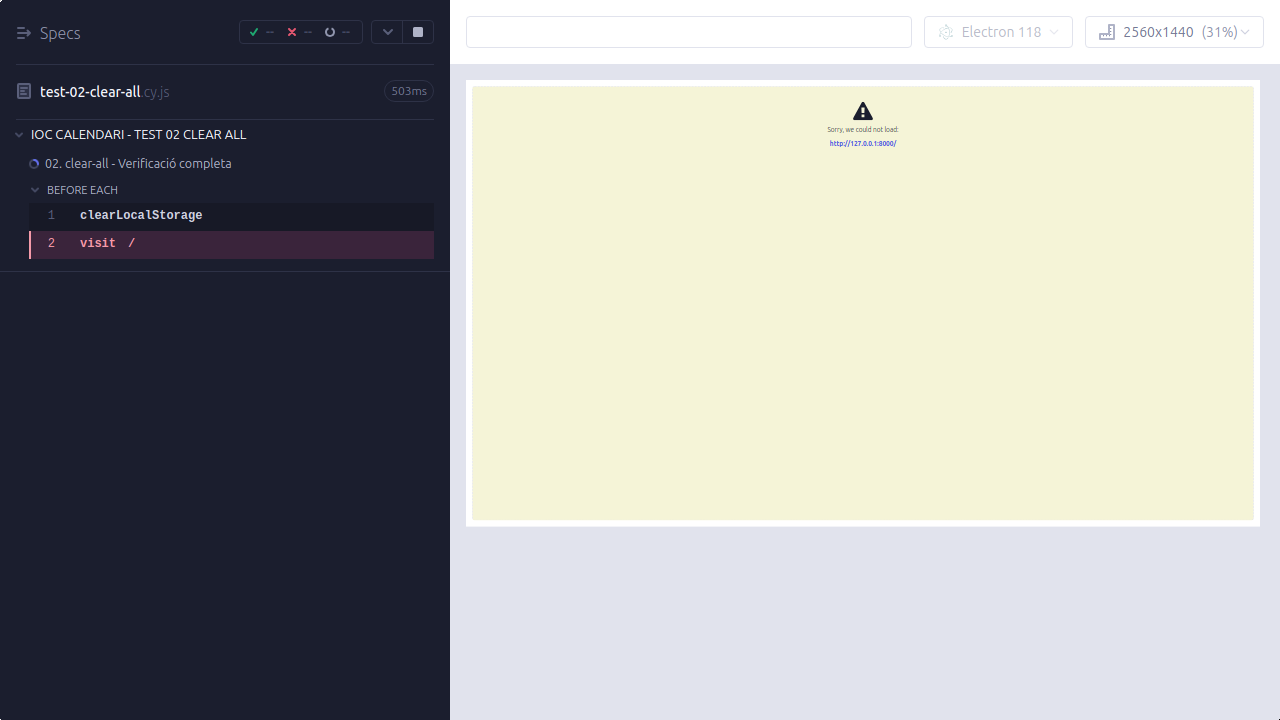 Specs
--
--
--
test-02-clear-all.cy.js
503ms
IOC CALENDARI - TEST 02 CLEAR ALL
02. clear-all - Verificació completa
BEFORE EACH
1 clearLocalStorage
2 visit /
Electron 118
2560x1440 (31%)
Sorry, we could not load:
http://127.0.0.1:8000/